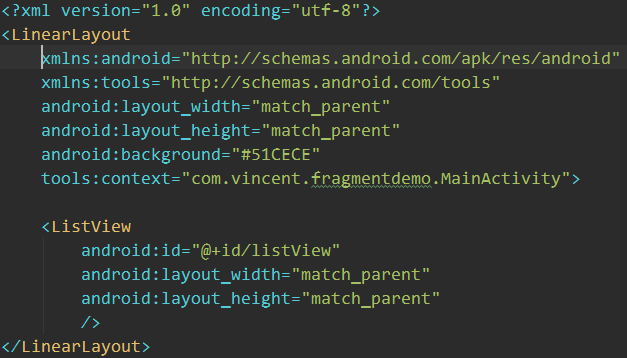 <?xml version="1.0" encoding="utf-8"?>
<LinearLayout
    xmlns:android="http://schemas.android.com/apk/res/android"
    xmlns:tools="http://schemas.android.com/tools"
    android:layout_width="match_parent"
    android:layout_height="match_parent"
    android:background="#51CECE"
    tools:context="com.vincent.fragmentdemo.MainActivity">

    <ListView
        android:id="@+id/listView"
        android:layout_width="match_parent"
        android:layout_height="match_parent"
        />
</LinearLayout>